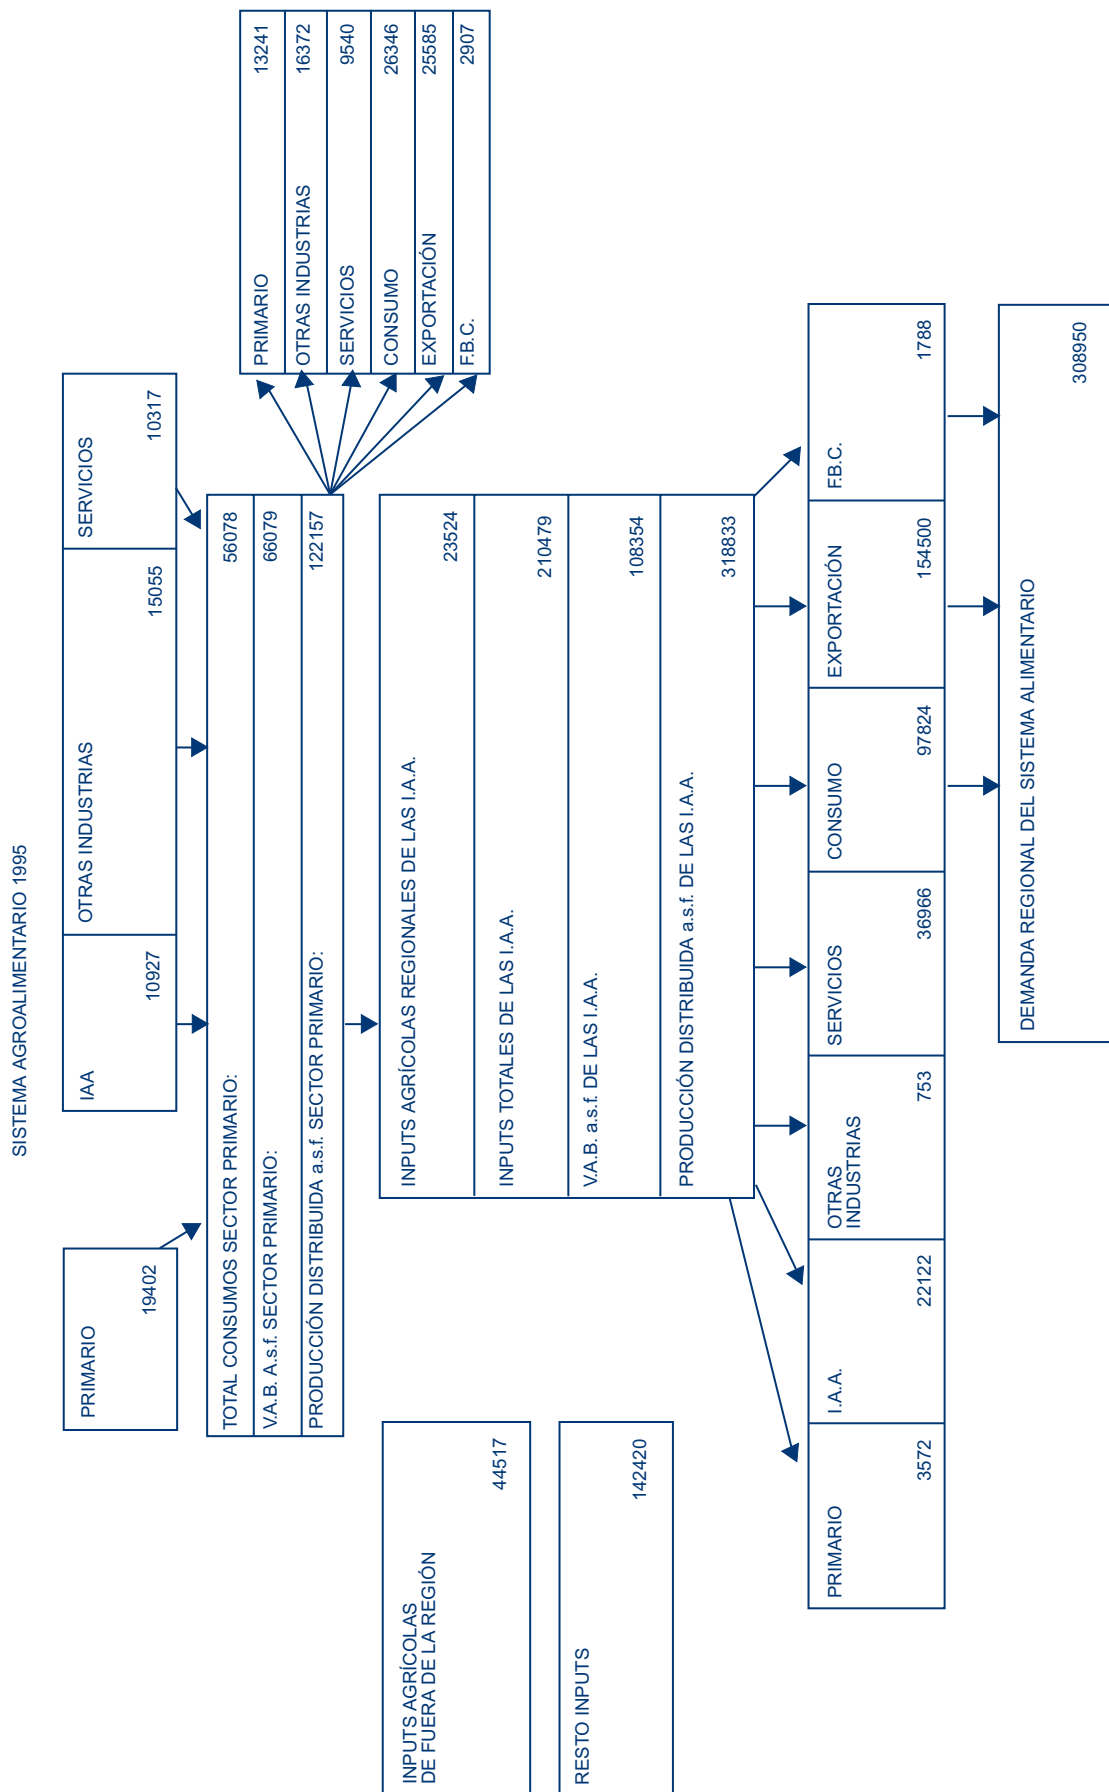 SISTEMA AGROALIMENTARIO 1995
PRIMARIO
19402
IAA
10927
OTRAS INDUSTRIAS
15055
SERVICIOS
10317
TOTAL CONSUMOS SECTOR PRIMARIO:
56078
V.A.B. A.s.f. SECTOR PRIMARIO:
66079
PRODUCCIÓN DISTRIBUIDA a.s.f. SECTOR PRIMARIO:
122157
PRIMARIO
13241
OTRAS INDUSTRIAS
16372
SERVICIOS
9540
CONSUMO
26346
EXPORTACIÓN
25585
F.B.C.
2907
INPUTS AGRÍCOLAS
DE FUERA DE LA REGIÓN
44517
RESTO INPUTS
142420
INPUTS AGRÍCOLAS REGIONALES DE LAS I.A.A.
23524
INPUTS TOTALES DE LAS I.A.A.
210479
V.A.B. a.s.f. DE LAS I.A.A.
108354
PRODUCCIÓN DISTRIBUIDA a.s.f. DE LAS I.A.A.
318833
PRIMARIO
3572
I.A.A.
22122
OTRAS
INDUSTRIAS
753
SERVICIOS
36966
CONSUMO
97824
EXPORTACIÓN
154500
F.B.C.
1788
DEMANDA REGIONAL DEL SISTEMA ALIMENTARIO
308950